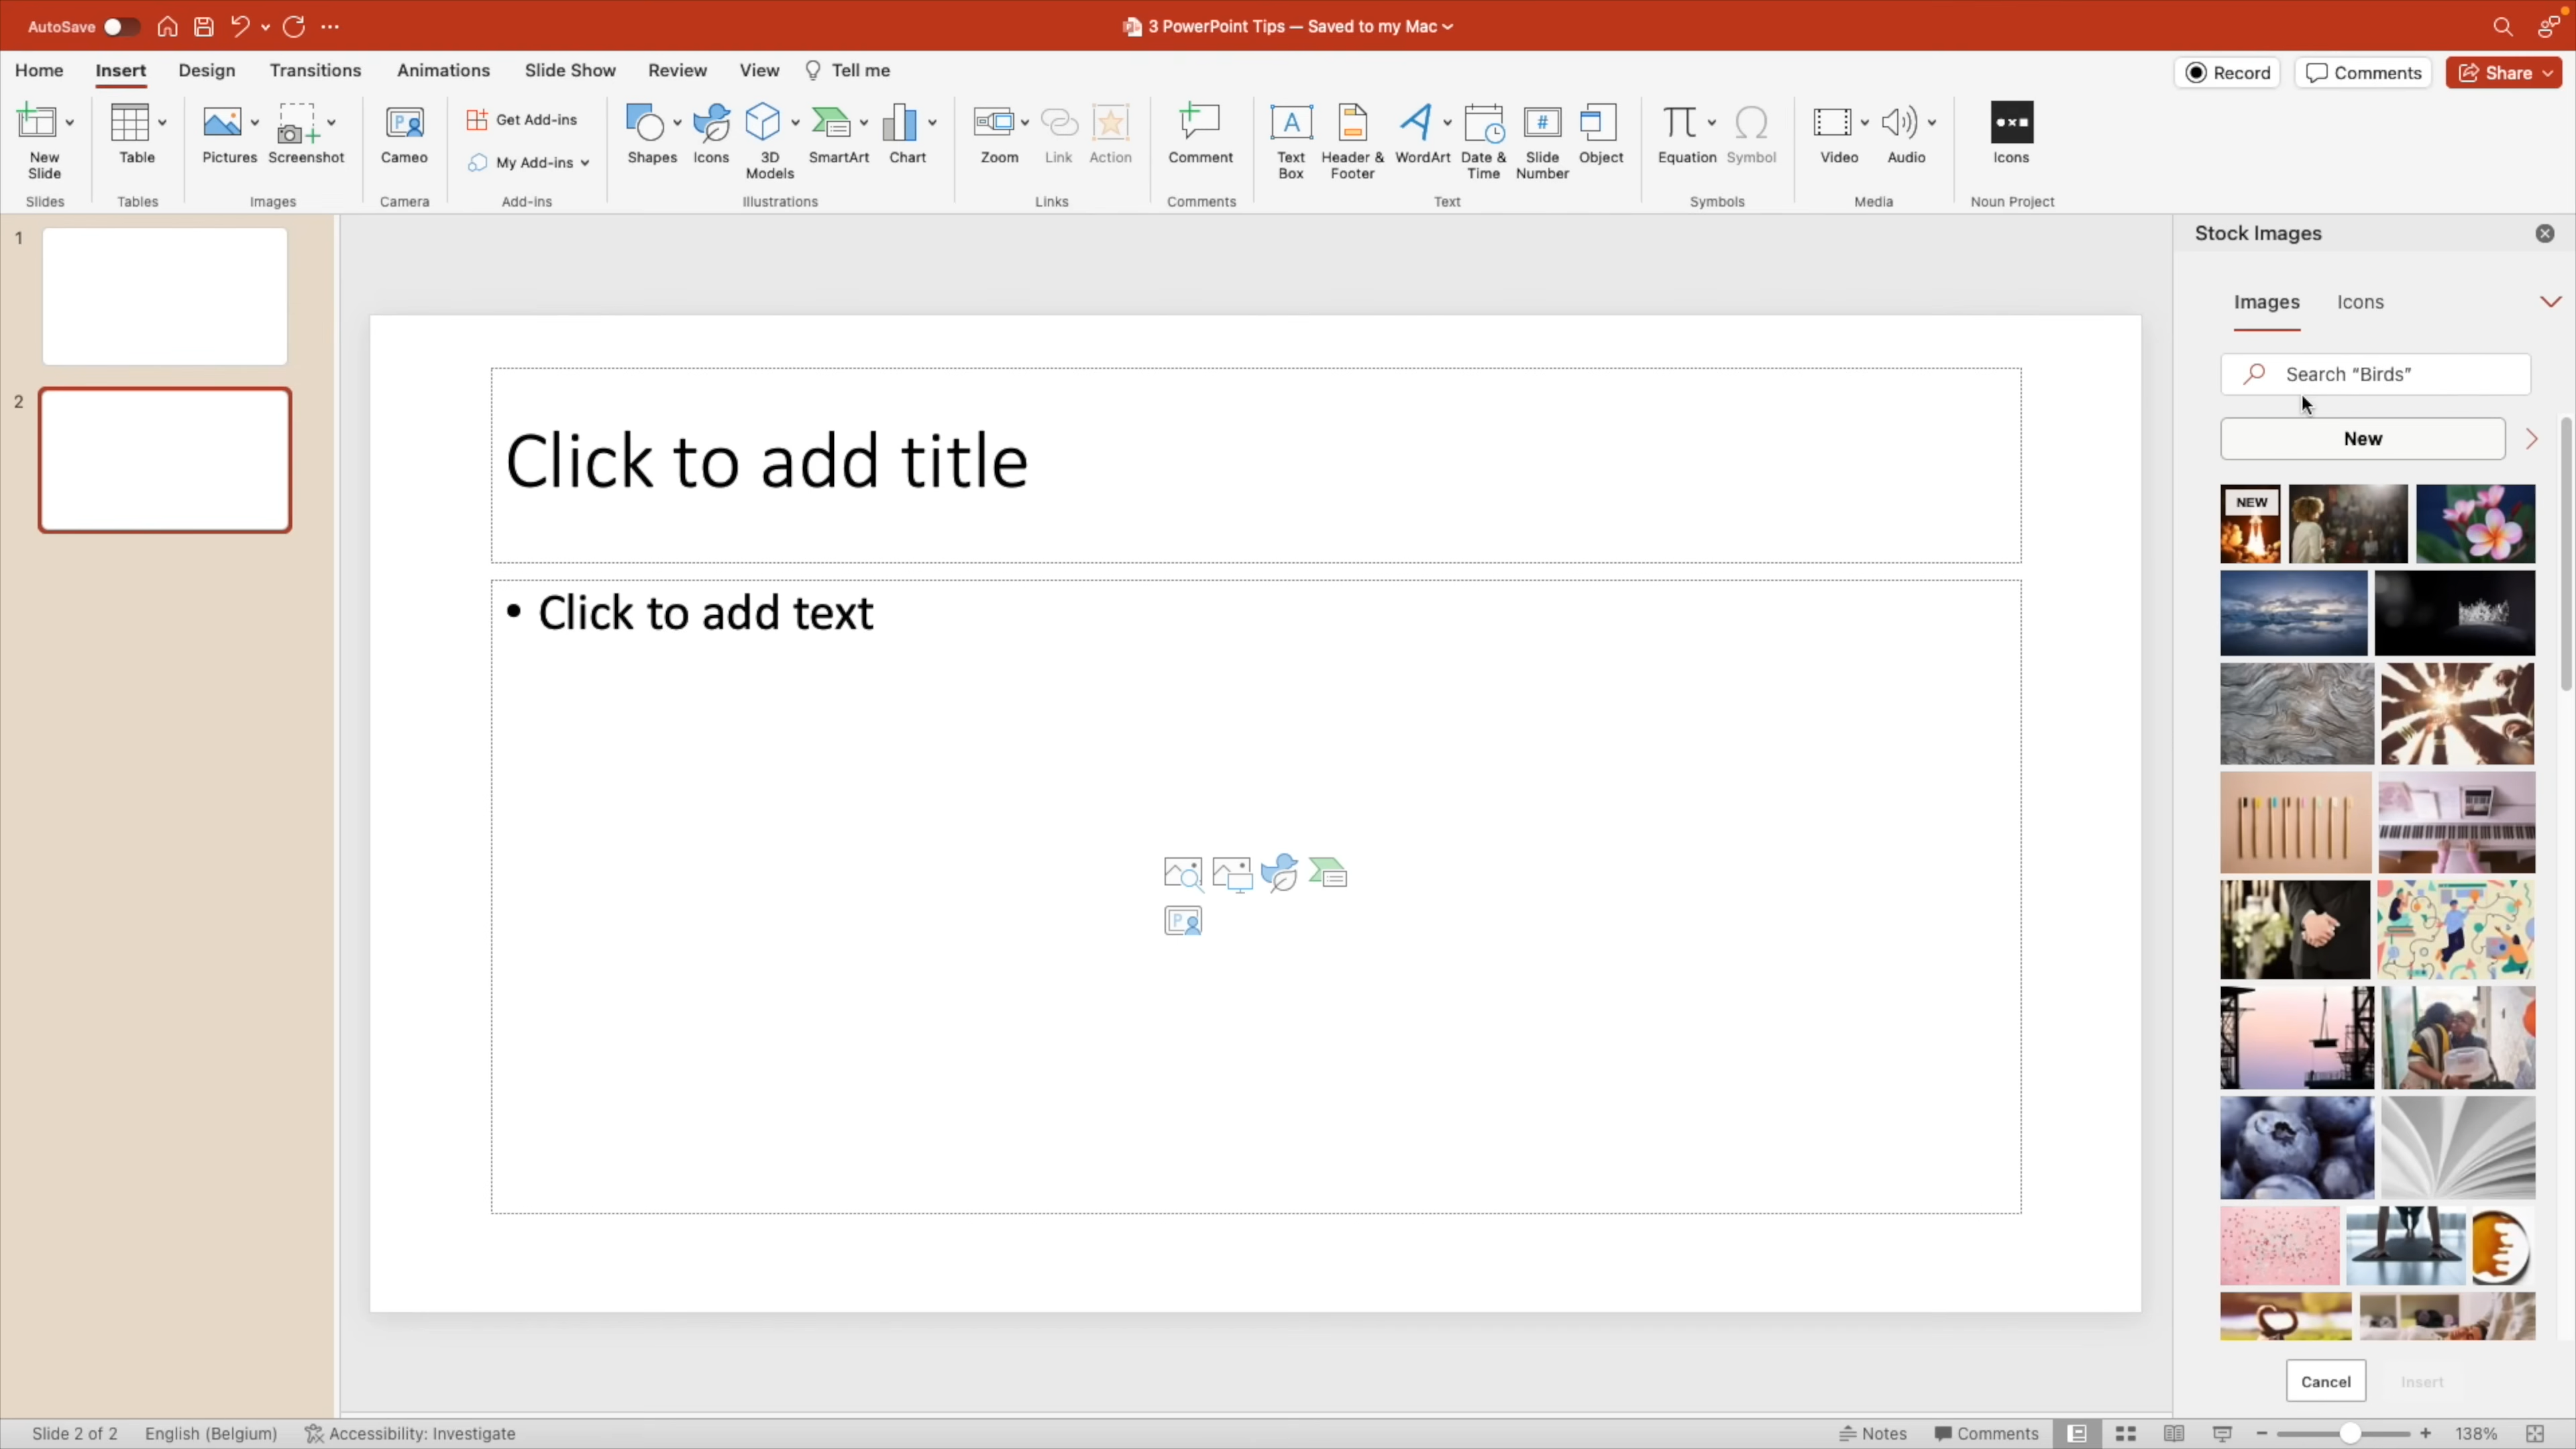 AutoSave
3 PowerPoint Tips — Saved to my Mac
Home Insert Design Transitions Animations Slide Show Review View Tell me
Record Comments Share
New Slide
Table
Pictures
Screenshot
Cameo
Get Add-ins
My Add-ins
Shapes
Icons
3D Models
SmartArt
Chart
Zoom
Link
Action
Comment
Text Box
Header & Footer
WordArt
Date & Time
Slide Number
Object
Equation
Symbol
Video
Audio
Icons
Slides Tables Images Camera Add-ins Illustrations Links Comments Text Symbols Media Noun Project
1
2
Click to add title
• Click to add text
Stock Images
Images Icons
Search “Birds”
New
NEW
Cancel Insert
Slide 2 of 2 English (Belgium) Accessibility: Investigate
Notes Comments 138%